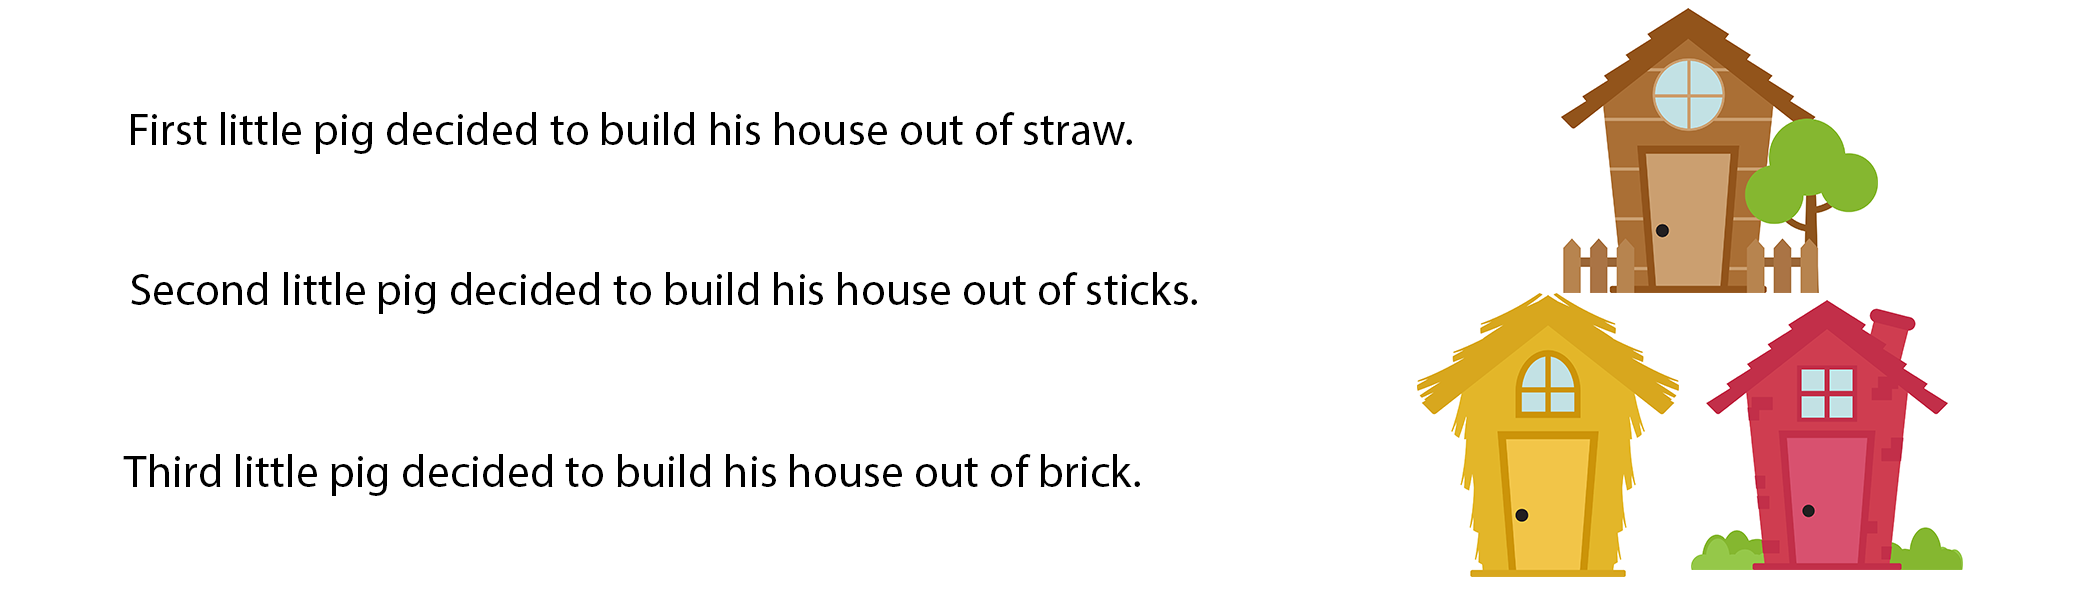 First little pig decided to build his house out of straw.
Second little pig decided to build his house out of sticks.
Third little pig decided to build his house out of brick.